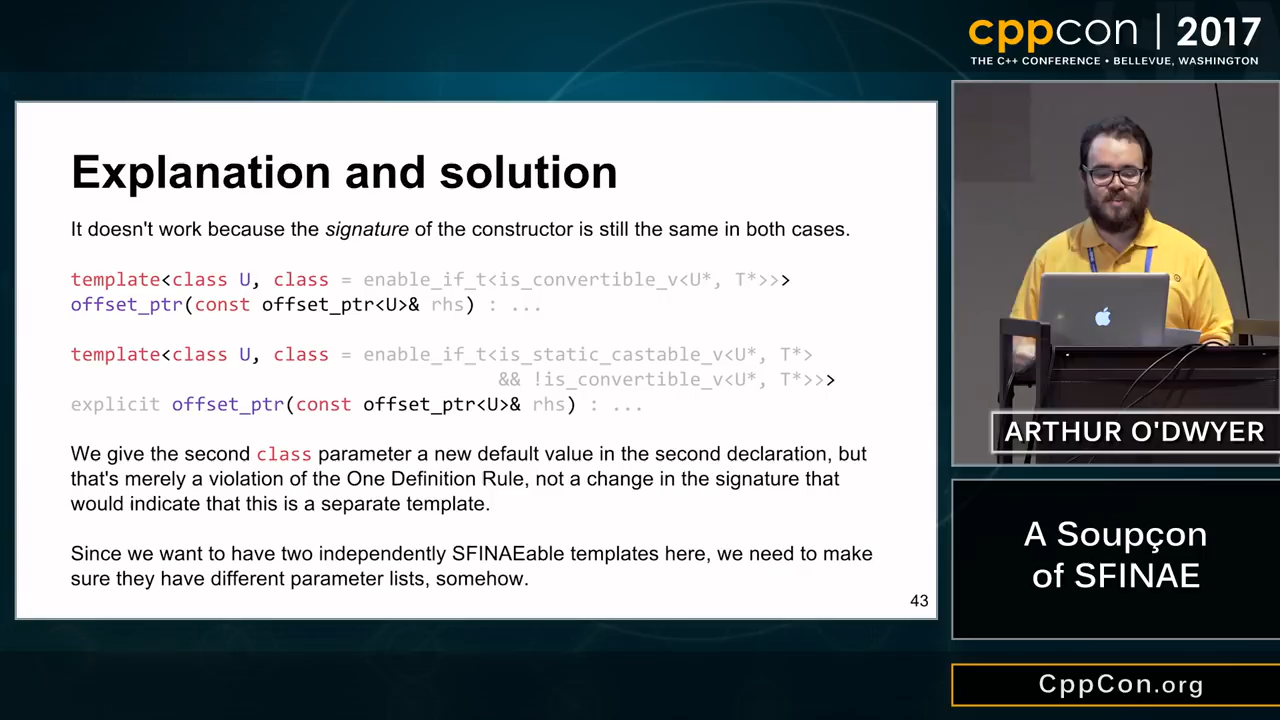 cppcon | 2017
THE C++ CONFERENCE • BELLEVUE, WASHINGTON
Explanation and solution
It doesn't work because the signature of the constructor is still the same in both cases.
template<class U, class = enable_if_t<is_convertible_v<U*, T*>>>
offset_ptr(const offset_ptr<U>& rhs) : ...
template<class U, class = enable_if_t<is_static_castable_v<U*, T*>
&& !is_convertible_v<U*, T*>>>
explicit offset_ptr(const offset_ptr<U>& rhs) : ...
We give the second class parameter a new default value in the second declaration, but
that's merely a violation of the One Definition Rule, not a change in the signature that
would indicate that this is a separate template.
Since we want to have two independently SFINAEable templates here, we need to make
sure they have different parameter lists, somehow.
43
ARTHUR O'DWYER
A Soupçon
of SFINAE
CppCon.org